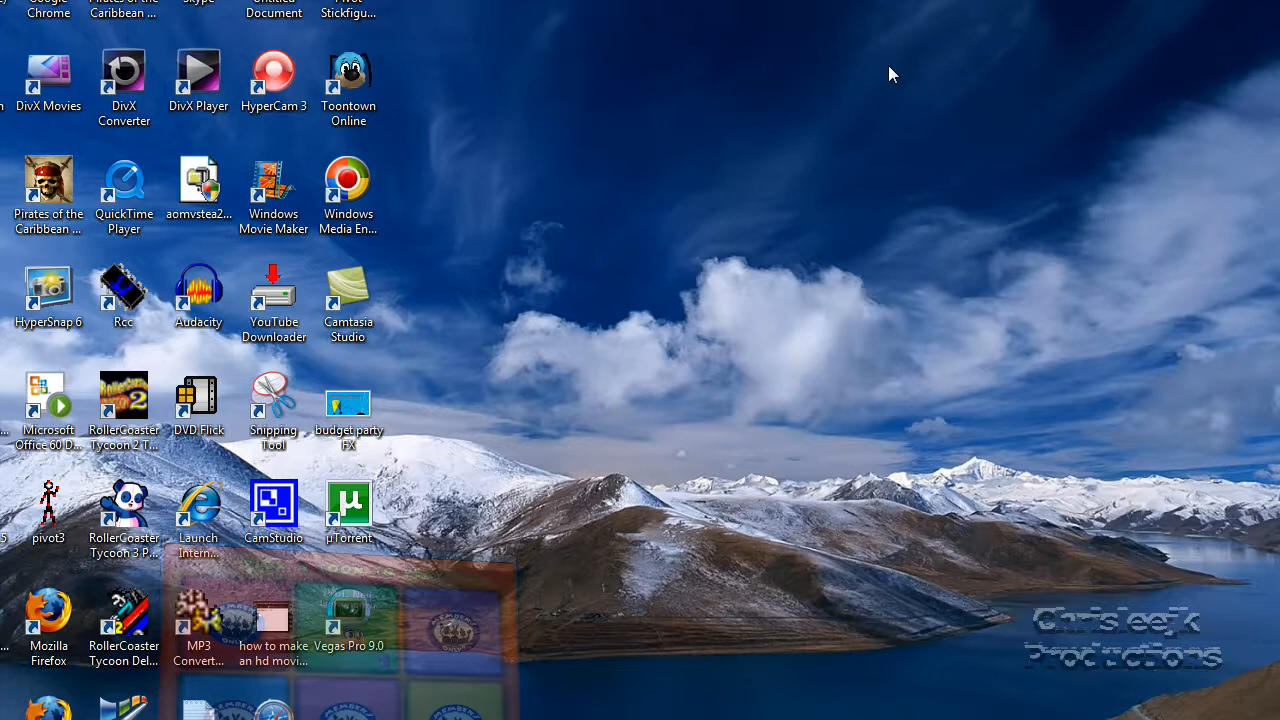 Google
Chrome
Pirates of the
Caribbean ...
Skype
Untitled
Document
Pivot
Stickfigu...
DivX Movies
DivX
Converter
DivX Player
HyperCam 3
Toontown
Online
Pirates of the
Caribbean ...
QuickTime
Player
aomvstea2...
Windows
Movie Maker
Windows
Media En...
HyperSnap 6
Rcc
Audacity
YouTube
Downloader
Camtasia
Studio
Microsoft
Office 60 D...
RollerCoaster
Tycoon 2 T...
DVD Flick
Snipping
Tool
budget party
FX
pivot3
RollerCoaster
Tycoon 3 P...
Launch
Intern...
CamStudio
µTorrent
Mozilla
Firefox
RollerCoaster
Tycoon Del...
MP3
Convert...
how to make
an hd movi...
Vegas Pro 9.0
Chrisleejk
Productions